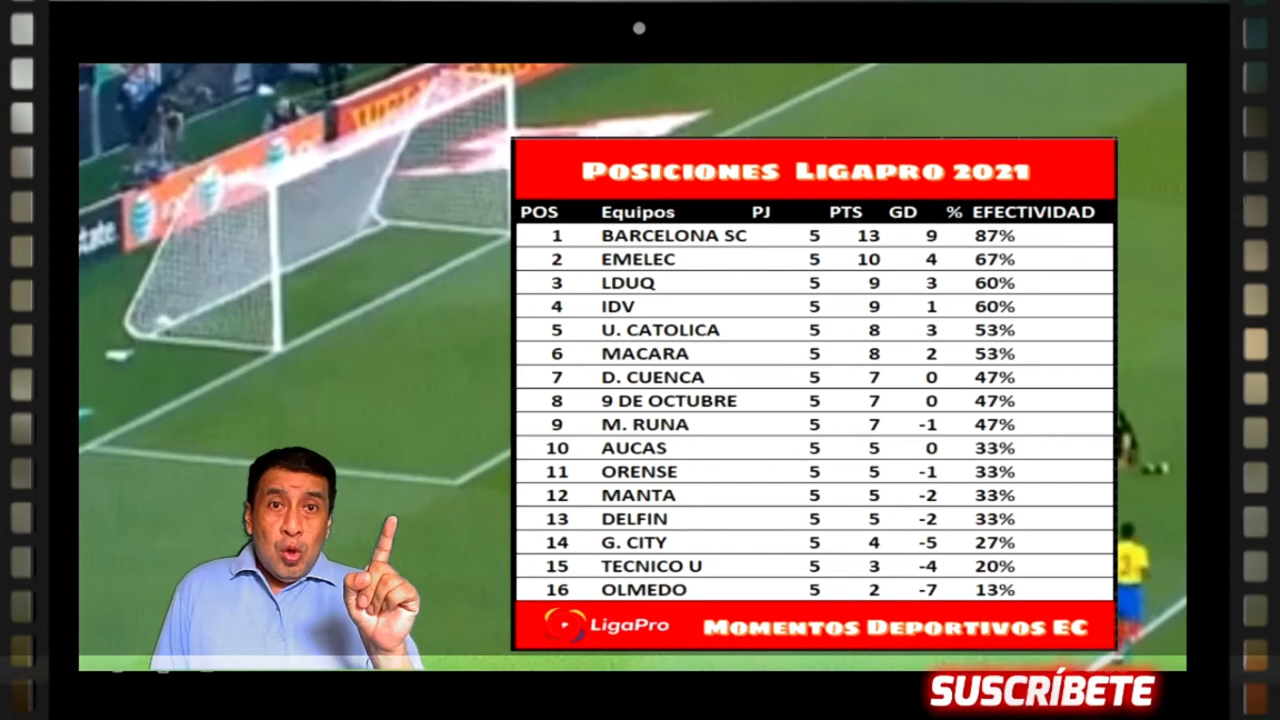 tate
at&t
at&t
POSICIONES LIGAPRO 2021
POS Equipos PJ PTS GD % EFECTIVIDAD
1 BARCELONA SC 5 13 9 87%
2 EMELEC 5 10 4 67%
3 LDUQ 5 9 3 60%
4 IDV 5 9 1 60%
5 U. CATOLICA 5 8 3 53%
6 MACARA 5 8 2 53%
7 D. CUENCA 5 7 0 47%
8 9 DE OCTUBRE 5 7 0 47%
9 M. RUNA 5 7 -1 47%
10 AUCAS 5 5 0 33%
11 ORENSE 5 5 -1 33%
12 MANTA 5 5 -2 33%
13 DELFIN 5 5 -2 33%
14 G. CITY 5 4 -5 27%
15 TECNICO U 5 3 -4 20%
16 OLMEDO 5 2 -7 13%
LigaPro MOMENTOS DEPORTIVOS EC
SUSCRÍBETE